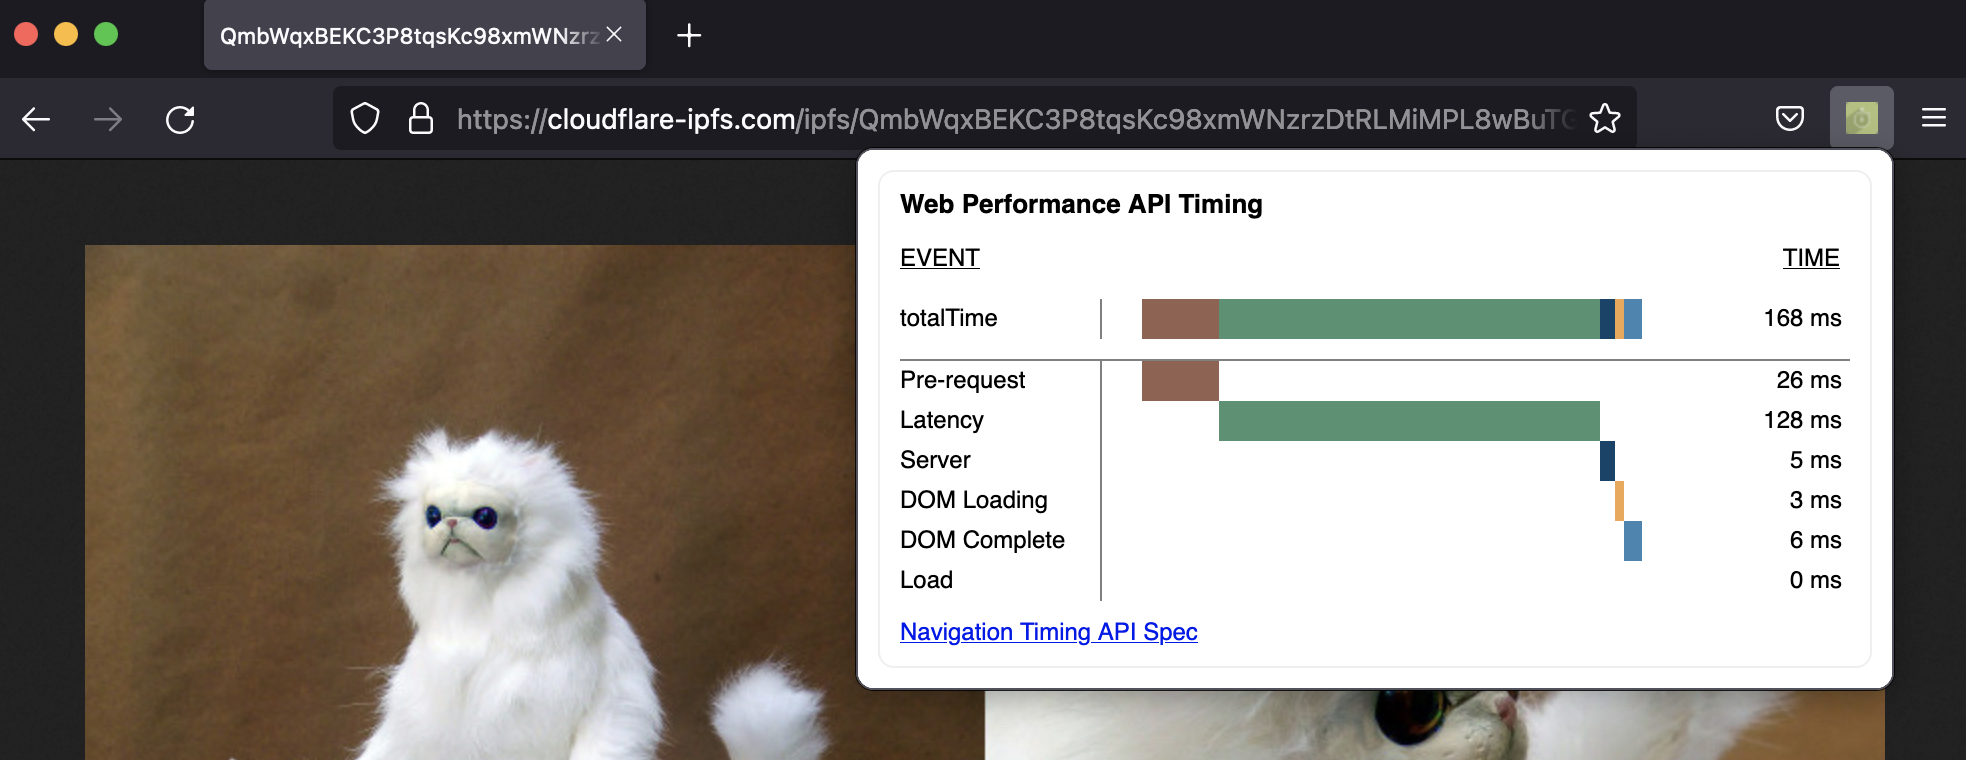 QmbWqxBEKC3P8tqsKc98xmWNzrz
https://cloudflare-ipfs.com/ipfs/QmbWqxBEKC3P8tqsKc98xmWNzrzDtRLMiMPL8wBuTG
Web Performance API Timing
EVENT TIME
totalTime 168 ms
Pre-request 26 ms
Latency 128 ms
Server 5 ms
DOM Loading 3 ms
DOM Complete 6 ms
Load 0 ms
Navigation Timing API Spec